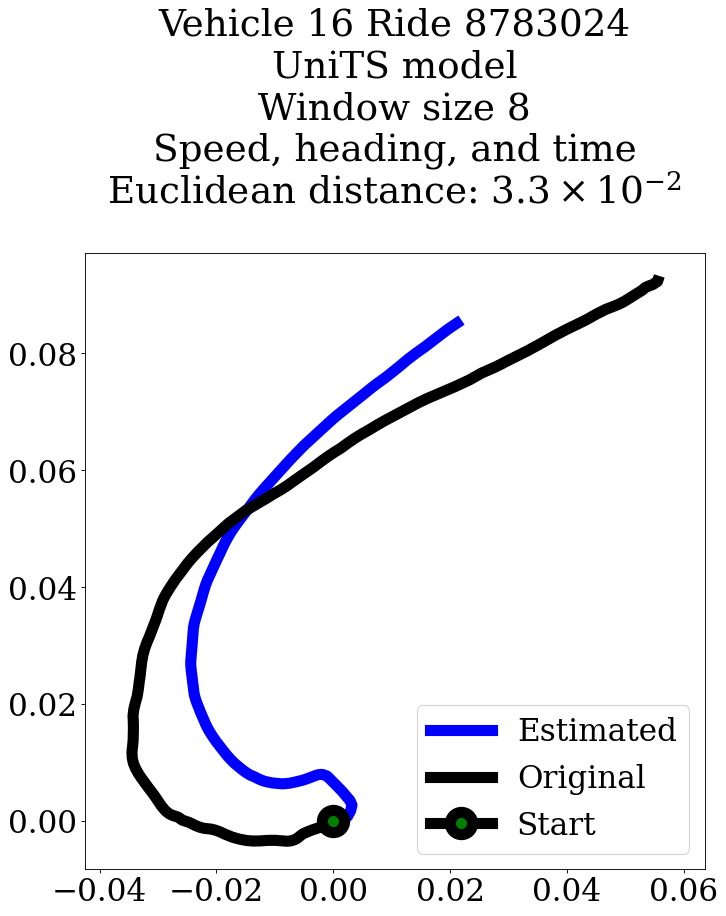 Vehicle 16 Ride 8783024
UniTS model
Window size 8
Speed, heading, and time
Euclidean distance: 3.3 × 10⁻²
0.08
0.06
0.04
0.02
0.00
Estimated
Original
Start
−0.04 −0.02 0.00 0.02 0.04 0.06